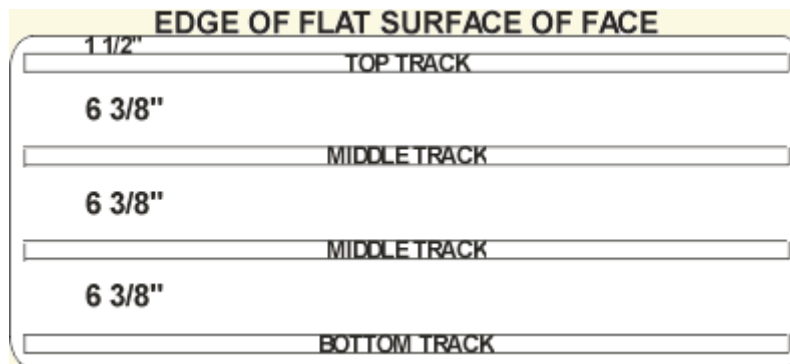 EDGE OF FLAT SURFACE OF FACE
1 1/2"
TOP TRACK
6 3/8"
MIDDLE TRACK
6 3/8"
MIDDLE TRACK
6 3/8"
BOTTOM TRACK